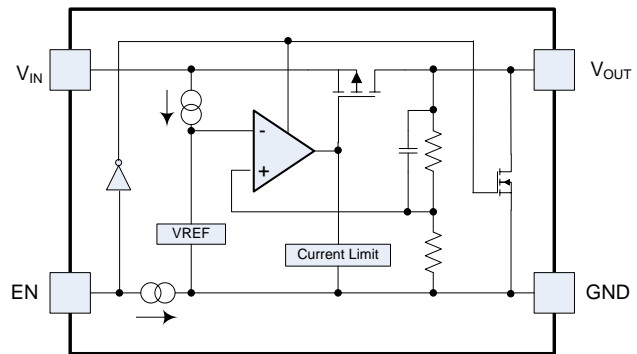 VIN
VOUT
-
+
VREF
Current Limit
EN
GND